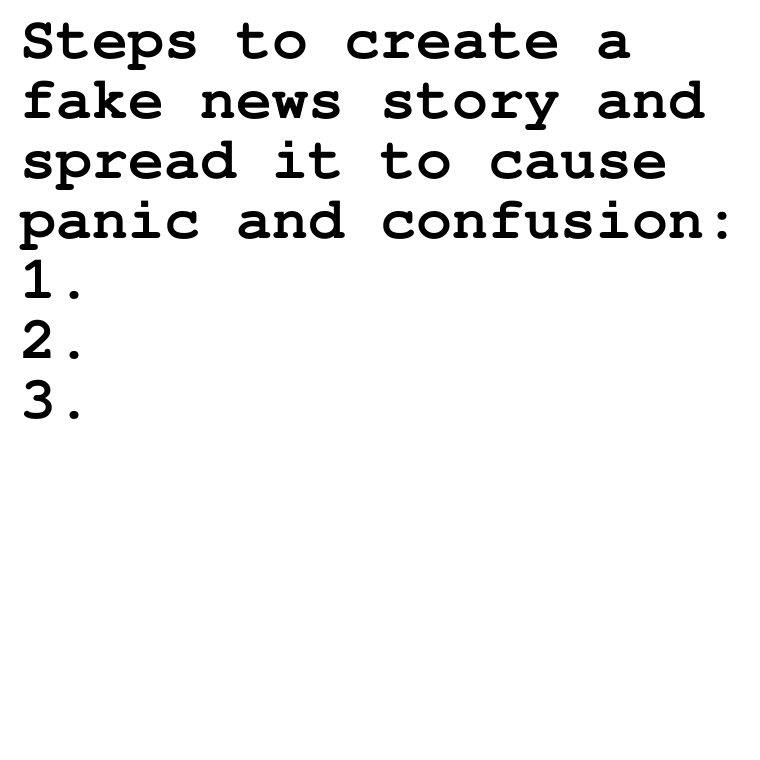 Steps to create a
fake news story and
spread it to cause
panic and confusion:
1.
2.
3.